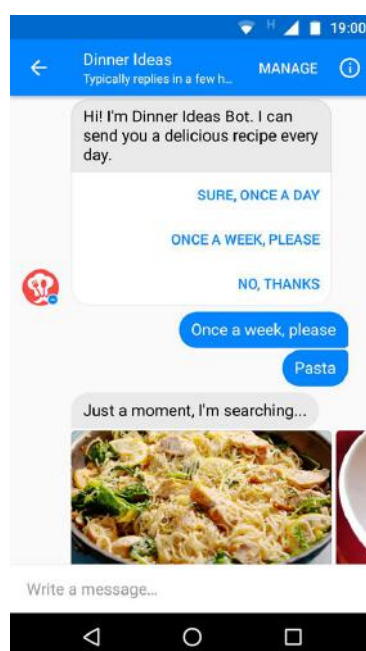 H 19:00
Dinner Ideas
Typically replies in a few h...
MANAGE
Hi! I'm Dinner Ideas Bot. I can
send you a delicious recipe every
day.
SURE, ONCE A DAY
ONCE A WEEK, PLEASE
NO, THANKS
Once a week, please
Pasta
Just a moment, I'm searching...
Write a message...